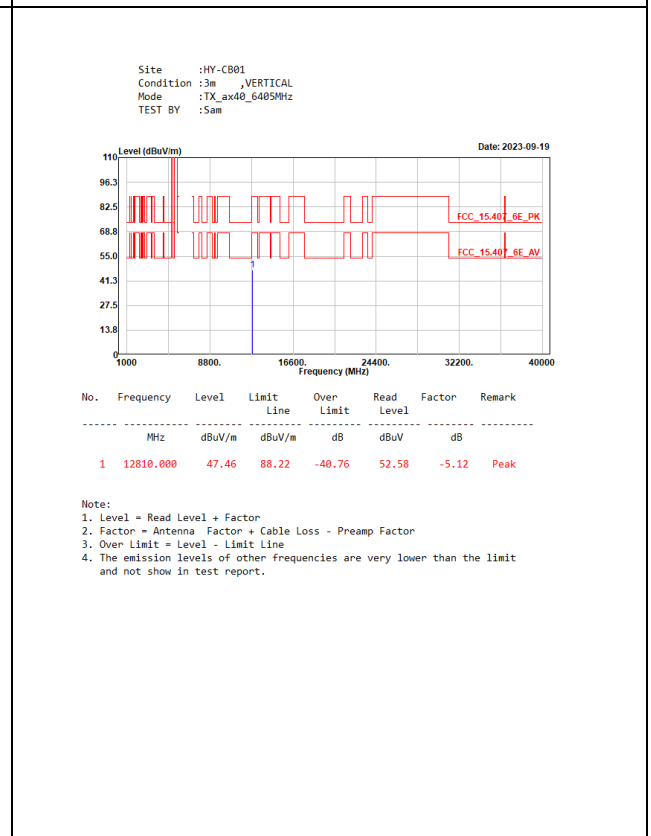 Site :HY-CB01
Condition :3m ,VERTICAL
Mode :TX_ax40_6405MHz
TEST BY :Sam
Level (dBuV/m)
Date: 2023-09-19
110
96.3
82.5
68.8
55.0
41.3
27.5
13.8
0
FCC_15.407_6E_PK
FCC_15.407_6E_AV
1
1000 8800. 16600. 24400. 32200. 40000
Frequency (MHz)
No. Frequency Level Limit Over Read Factor Remark
Line Limit Level
------ ----------- ------- --------- --------- -------- ------- ---------
MHz dBuV/m dBuV/m dB dBuV dB
1 12810.000 47.46 88.22 -40.76 52.58 -5.12 Peak
Note:
1. Level = Read Level + Factor
2. Factor = Antenna Factor + Cable Loss - Preamp Factor
3. Over Limit = Level - Limit Line
4. The emission levels of other frequencies are very lower than the limit
and not show in test report.